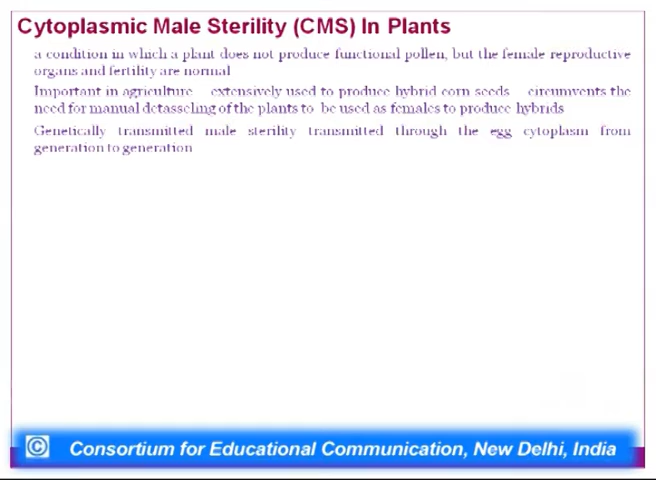 Cytoplasmic Male Sterility (CMS) In Plants
a condition in which a plant does not produce functional pollen, but the female reproductive
organs and fertility are normal
Important in agriculture extensively used to produce hybrid corn seeds circumvents the
need for manual detasseling of the plants to be used as females to produce hybrids
Genetically transmitted male sterility transmitted through the egg cytoplasm from
generation to generation
© Consortium for Educational Communication, New Delhi, India